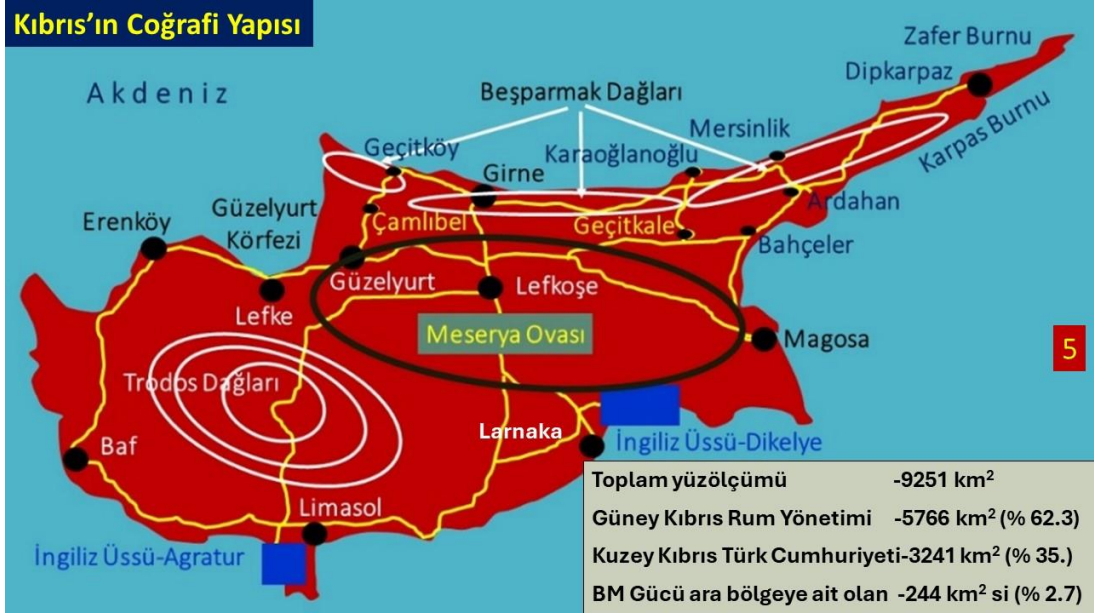 Kıbrıs'ın Coğrafi Yapısı
Zafer Burnu
Dipkarpaz
Akdeniz
Beşparmak Dağları
Mersinlik
Karpas Burnu
Geçitköy
Karaoğlanoğlu
Girne
Ardahan
Güzelyurt
Körfezi
Çamlıbel
Geçitkale
Erenköy
Bahçeler
Güzelyurt
Lefkoşe
Lefke
Meserya Ovası
Magosa
5
Trodos Dağları
Larnaka
İngiliz Üssü-Dikelye
Baf
Limasol
İngiliz Üssü-Agratur
Toplam yüzölçümü -9251 km²
Güney Kıbrıs Rum Yönetimi -5766 km² (% 62.3)
Kuzey Kıbrıs Türk Cumhuriyeti-3241 km² (% 35.)
BM Gücü ara bölgeye ait olan -244 km² si (% 2.7)